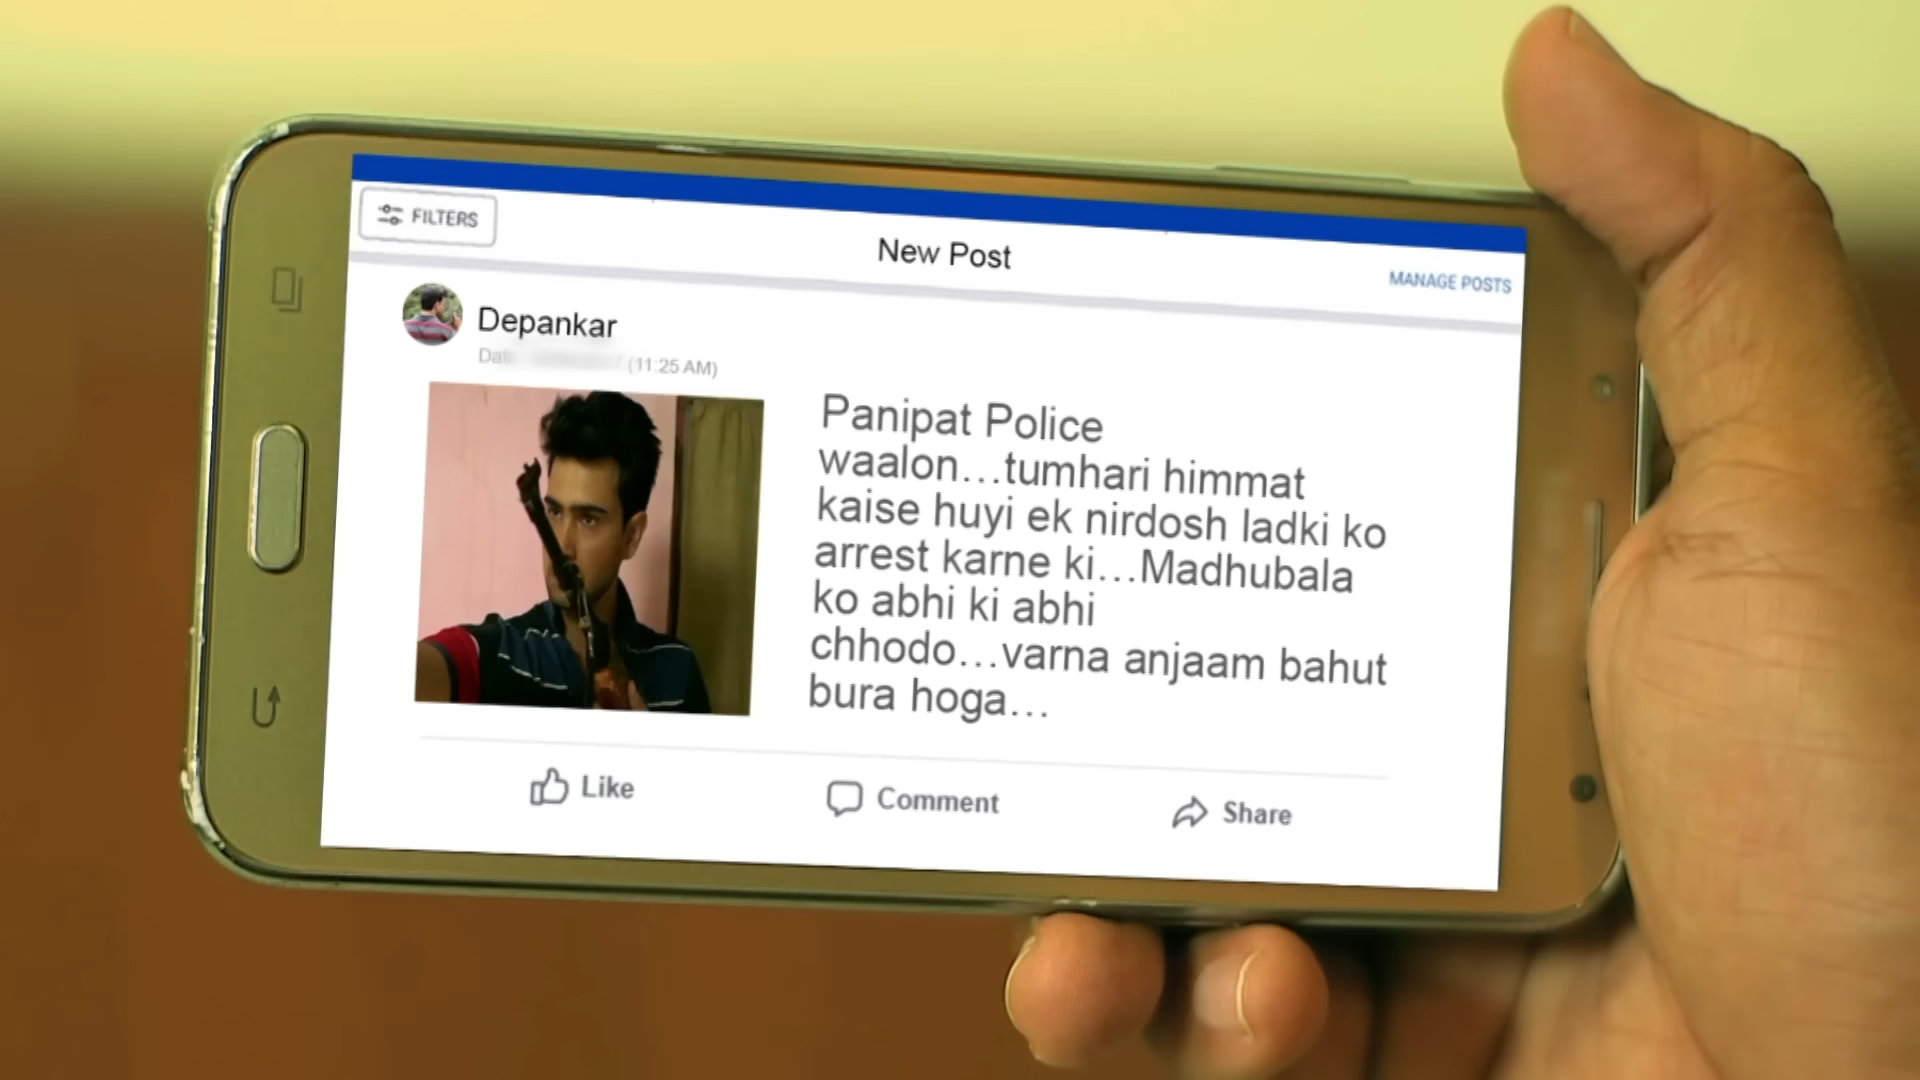 FILTERS
New Post
MANAGE POSTS
Depankar
(11:25 AM)
Panipat Police
waalon...tumhari himmat
kaise huyi ek nirdosh ladki ko
arrest karne ki...Madhubala
ko abhi ki abhi
chhodo...varna anjaam bahut
bura hoga...
Like
Comment
Share